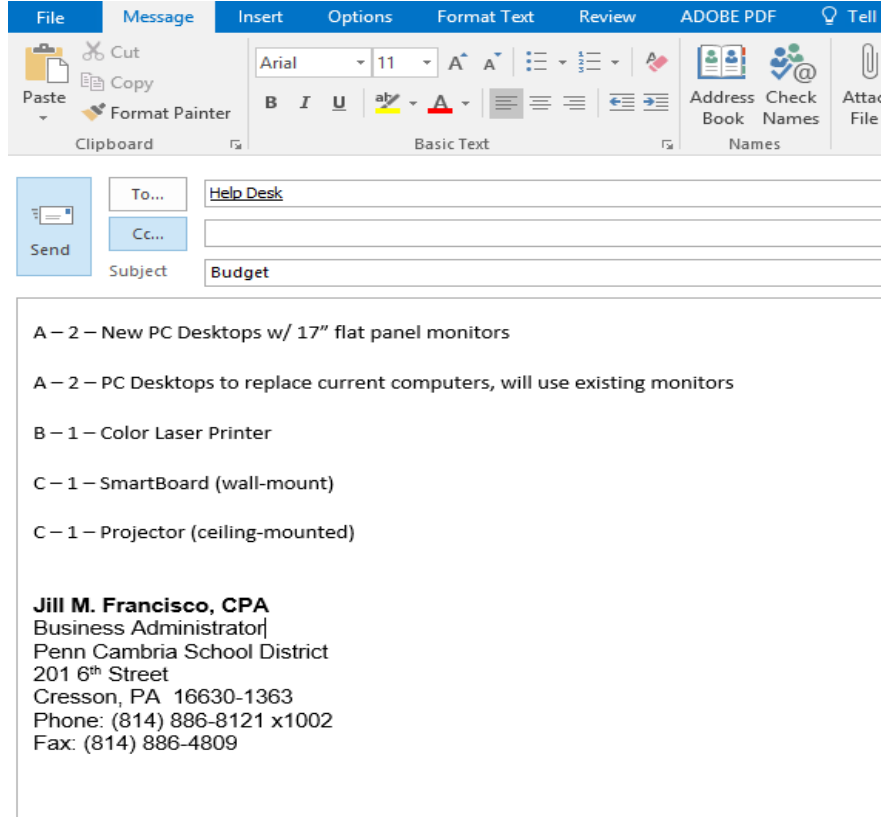 File Message Insert Options Format Text Review ADOBE PDF Tell
Cut
Copy
Paste
Format Painter
Clipboard
Arial 11 A A
B I U aby A
Basic Text
Address Book
Check Names
Names
Attac
File
Send
To... Help Desk
Cc...
Subject Budget
A – 2 – New PC Desktops w/ 17” flat panel monitors
A – 2 – PC Desktops to replace current computers, will use existing monitors
B – 1 – Color Laser Printer
C – 1 – SmartBoard (wall-mount)
C – 1 – Projector (ceiling-mounted)
Jill M. Francisco, CPA
Business Administrator
Penn Cambria School District
201 6th Street
Cresson, PA 16630-1363
Phone: (814) 886-8121 x1002
Fax: (814) 886-4809